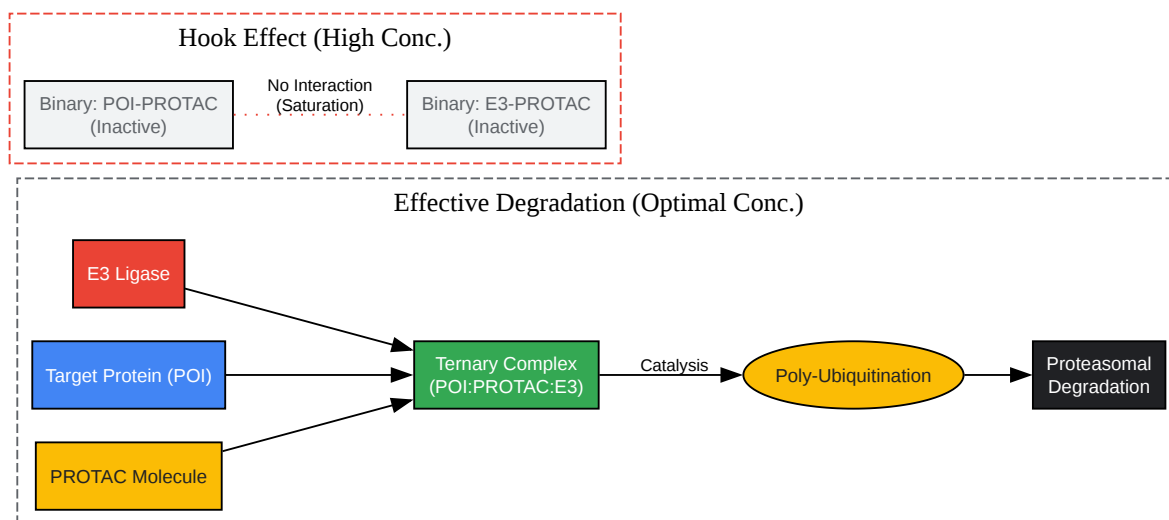 Hook Effect (High Conc.)
Binary: POI-PROTAC
(Inactive)
No Interaction
(Saturation)
Binary: E3-PROTAC
(Inactive)
Effective Degradation (Optimal Conc.)
E3 Ligase
Target Protein (POI)
PROTAC Molecule
Ternary Complex
(POI:PROTAC:E3)
Catalysis
Poly-Ubiquitination
Proteasomal
Degradation